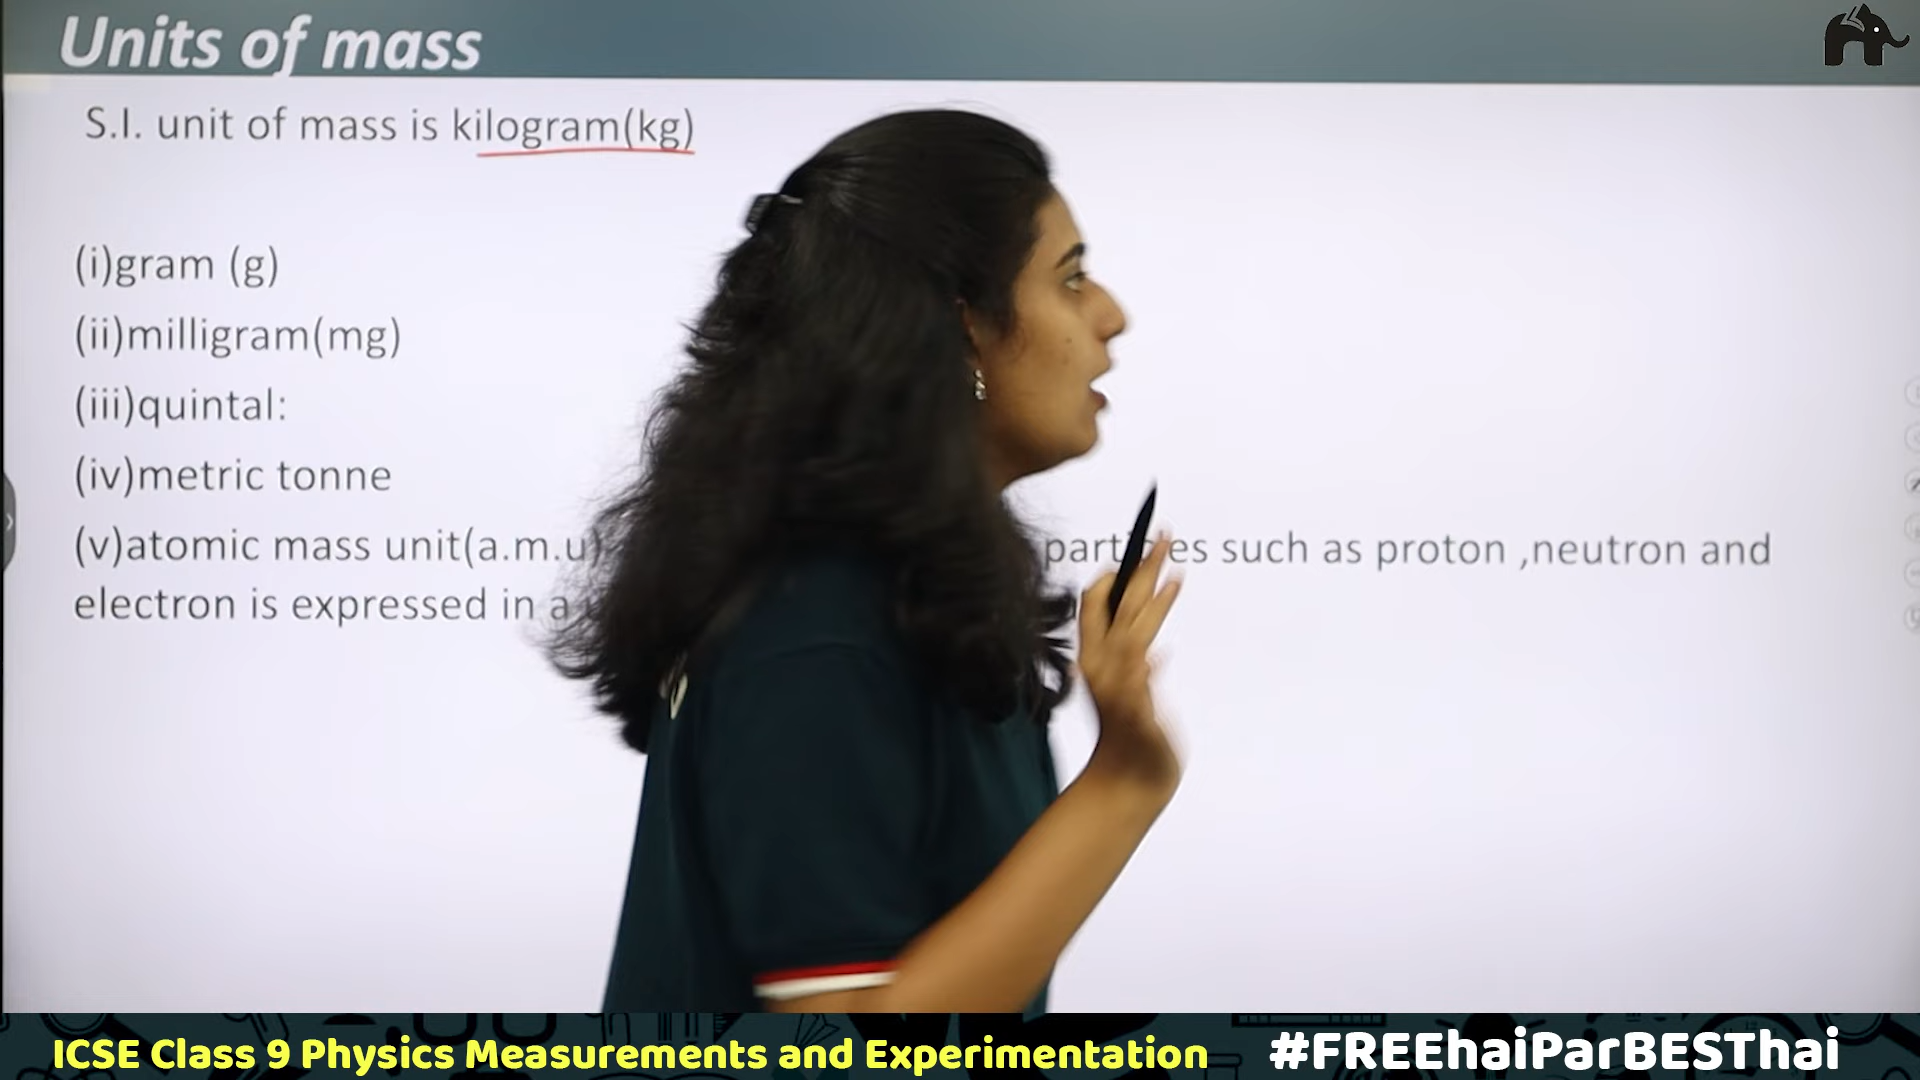 Units of mass
S.I. unit of mass is kilogram(kg)
(i)gram (g)
(ii)milligram(mg)
(iii)quintal:
(iv)metric tonne
(v)atomic mass unit(a.m.u) particles such as proton ,neutron and
electron is expressed in
ICSE Class 9 Physics Measurements and Experimentation #FREEhaiParBESThai